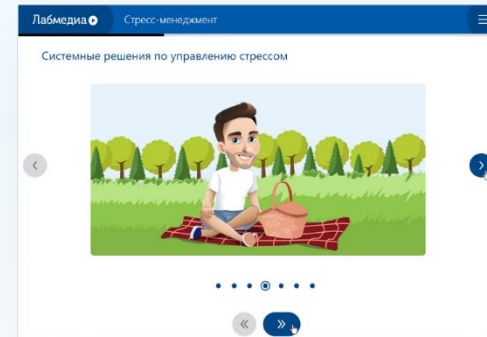 Лабмедиа
Стресс-менеджмент
Системные решения по управлению стрессом